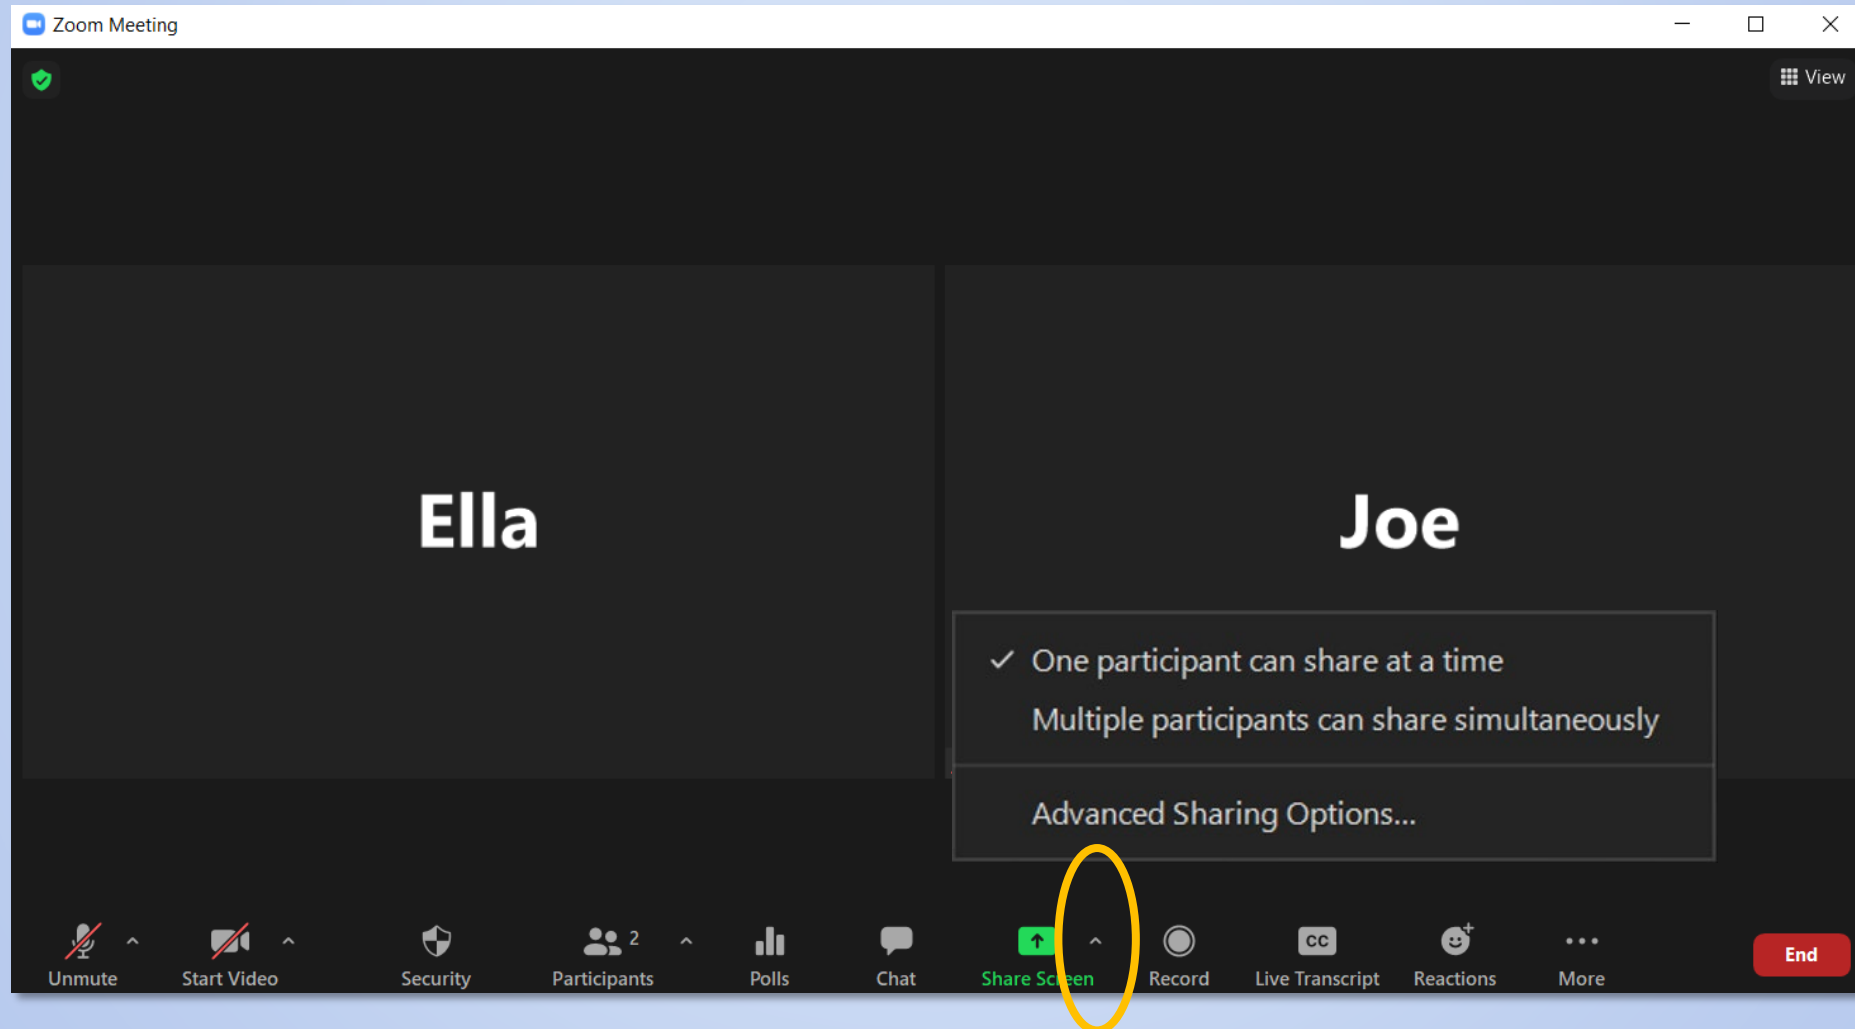 Zoom Meeting
View
Ella
Joe
One participant can share at a time
Multiple participants can share simultaneously
Advanced Sharing Options...
2
CC
Unmute
Start Video
Security
Participants
Polls
Chat
Share Screen
Record
Live Transcript
Reactions
More
End